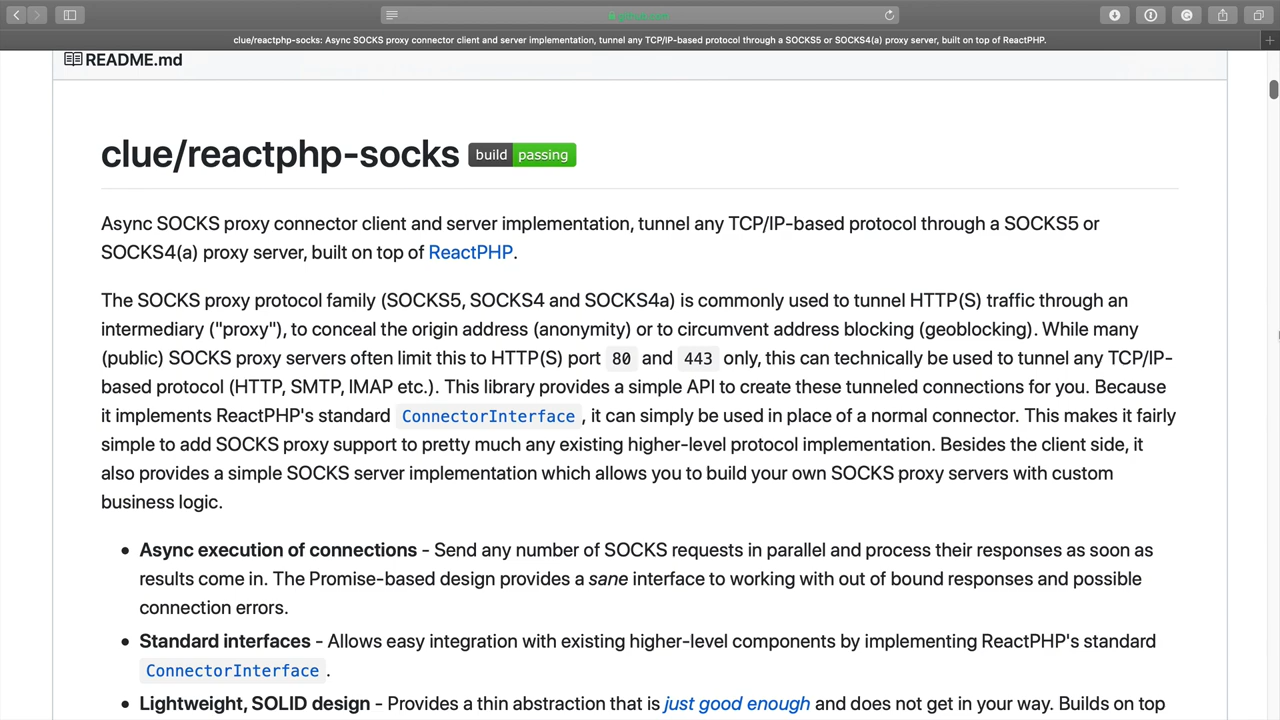 github.com
clue/reactphp-socks: Async SOCKS proxy connector client and server implementation, tunnel any TCP/IP-based protocol through a SOCKS5 or SOCKS4(a) proxy server, built on top of ReactPHP.
README.md
clue/reactphp-socks build passing
Async SOCKS proxy connector client and server implementation, tunnel any TCP/IP-based protocol through a SOCKS5 or
SOCKS4(a) proxy server, built on top of ReactPHP.
The SOCKS proxy protocol family (SOCKS5, SOCKS4 and SOCKS4a) is commonly used to tunnel HTTP(S) traffic through an
intermediary ("proxy"), to conceal the origin address (anonymity) or to circumvent address blocking (geoblocking). While many
(public) SOCKS proxy servers often limit this to HTTP(S) port 80 and 443 only, this can technically be used to tunnel any TCP/IP-
based protocol (HTTP, SMTP, IMAP etc.). This library provides a simple API to create these tunneled connections for you. Because
it implements ReactPHP's standard ConnectorInterface, it can simply be used in place of a normal connector. This makes it fairly
simple to add SOCKS proxy support to pretty much any existing higher-level protocol implementation. Besides the client side, it
also provides a simple SOCKS server implementation which allows you to build your own SOCKS proxy servers with custom
business logic.
• Async execution of connections - Send any number of SOCKS requests in parallel and process their responses as soon as
results come in. The Promise-based design provides a sane interface to working with out of bound responses and possible
connection errors.
• Standard interfaces - Allows easy integration with existing higher-level components by implementing ReactPHP's standard
ConnectorInterface.
• Lightweight, SOLID design - Provides a thin abstraction that is just good enough and does not get in your way. Builds on top